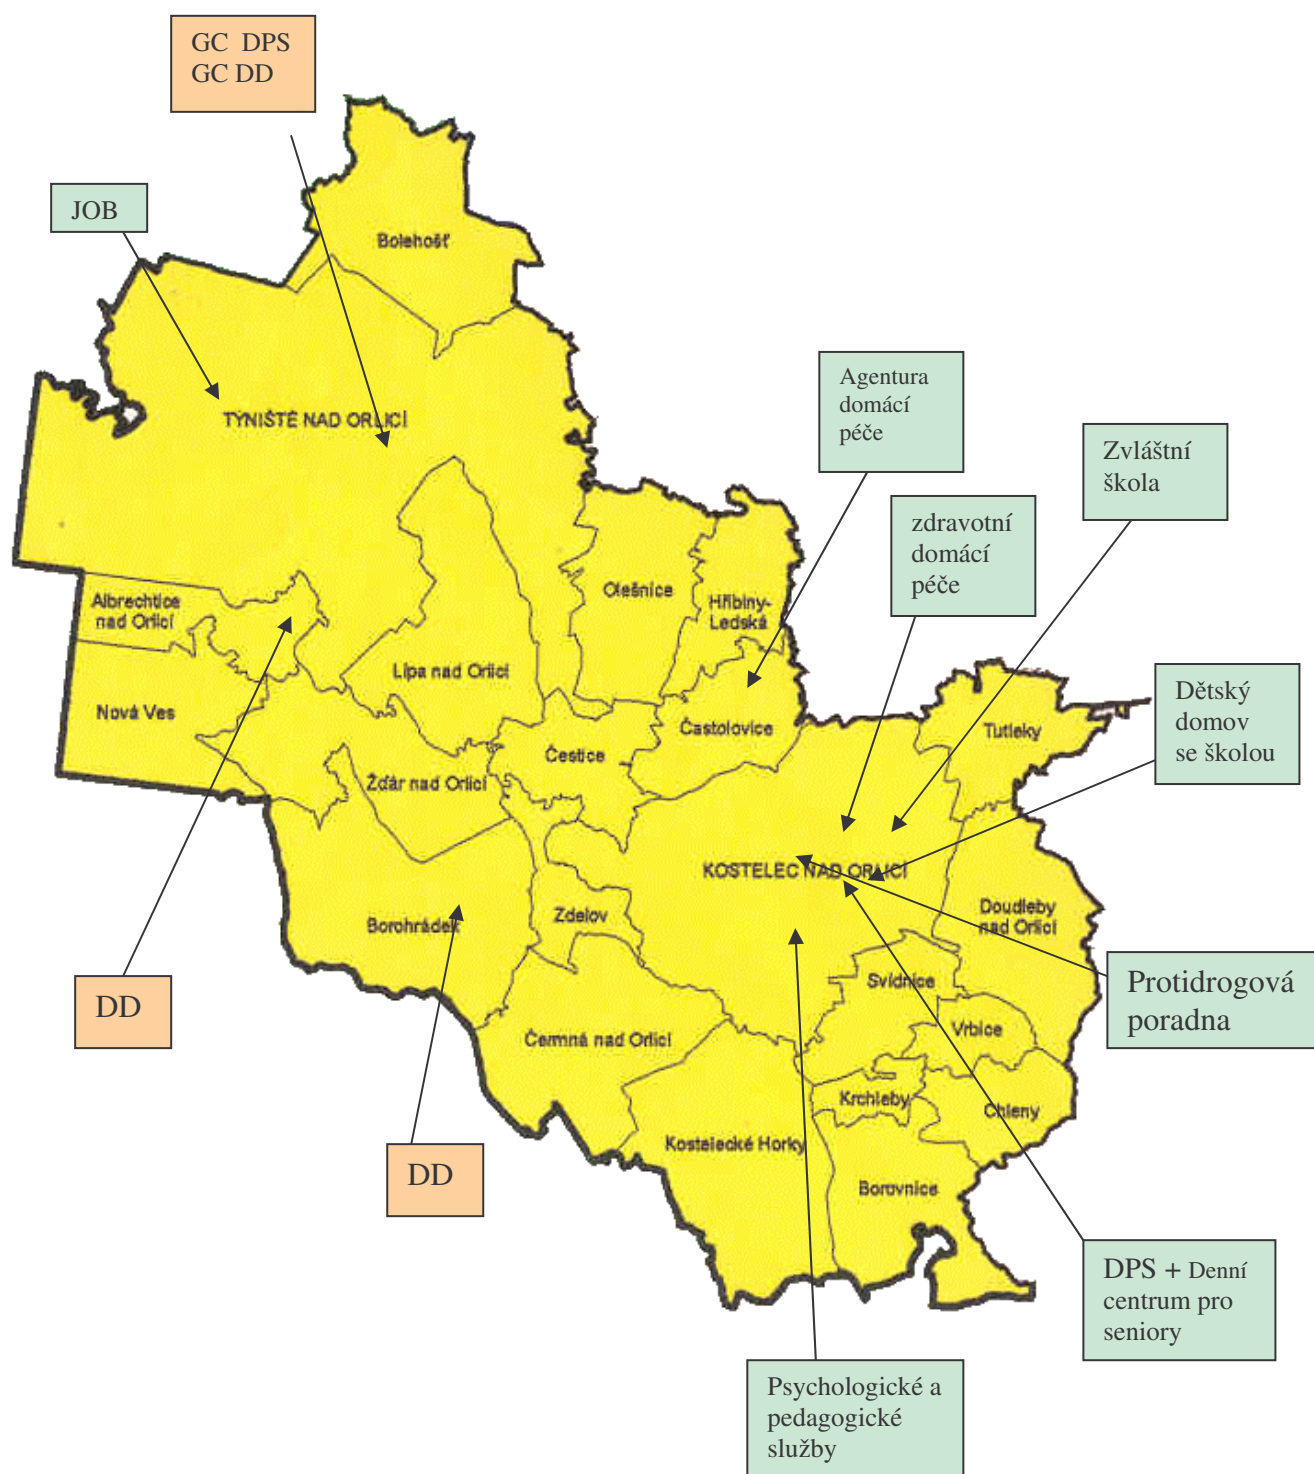 GC DPS
GC DD
JOB
Bolehošť
Agentura
domácí
péče
TÝNIŠTĚ NAD ORLICÍ
Zvláštní
škola
zdravotní
domácí
péče
Olešnice
Hřibiny-
Ledská
Albrechtice
nad Orlicí
Lípa nad Orlicí
Nová Ves
Častolovice
Čestice
Tutleky
Dětský
domov
se školou
Žďár nad Orlicí
KOSTELEC NAD ORLICÍ
Doudleby
nad Orlicí
Borohrádek
Zdelov
Svídnice
Protidrogová
poradna
DD
Vrbice
Čermná nad Orlicí
Krchleby
Chleny
Kostelecké Horky
DD
Borovnice
DPS + Denní
centrum pro
seniory
Psychologické a
pedagogické
služby